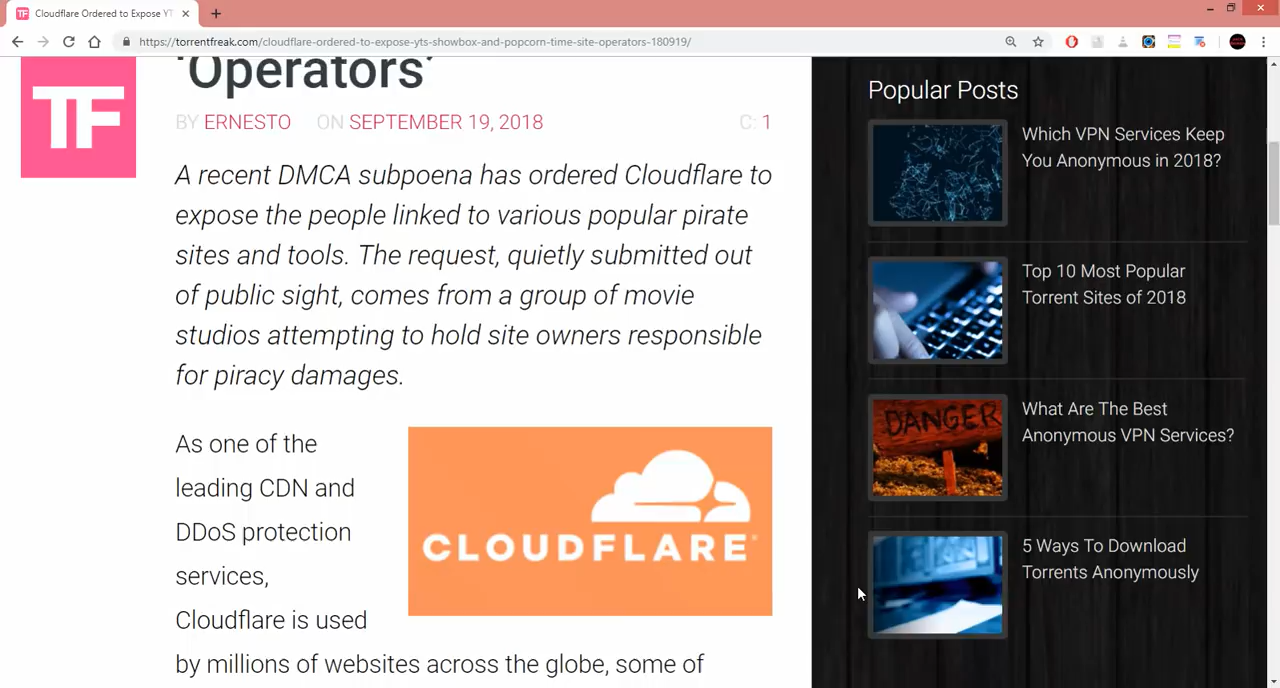 Cloudflare Ordered to Expose YT
https://torrentfreak.com/cloudflare-ordered-to-expose-yts-showbox-and-popcorn-time-site-operators-180919/
'Operators'
TF
BY ERNESTO ON SEPTEMBER 19, 2018 C: 1
A recent DMCA subpoena has ordered Cloudflare to
expose the people linked to various popular pirate
sites and tools. The request, quietly submitted out
of public sight, comes from a group of movie
studios attempting to hold site owners responsible
for piracy damages.
As one of the
leading CDN and
DDoS protection
services,
Cloudflare is used
by millions of websites across the globe, some of
CLOUDFLARE
Popular Posts
Which VPN Services Keep
You Anonymous in 2018?
Top 10 Most Popular
Torrent Sites of 2018
DANGER
What Are The Best
Anonymous VPN Services?
5 Ways To Download
Torrents Anonymously